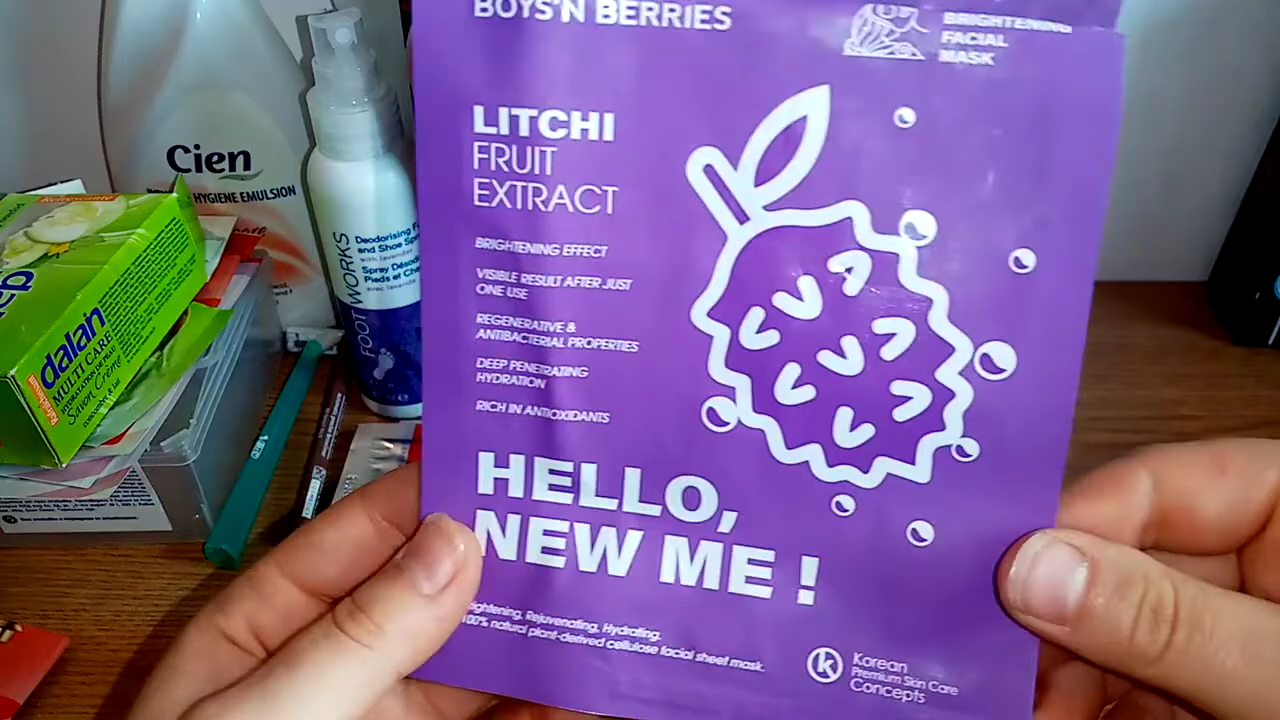 BOYS'N BERRIES
BRIGHTENING
FACIAL
MASK
LITCHI
FRUIT
EXTRACT
BRIGHTENING EFFECT
VISIBLE RESULT AFTER JUST
ONE USE
REGENERATIVE &
ANTIBACTERIAL PROPERTIES
DEEP PENETRATING
HYDRATION
RICH IN ANTIOXIDANTS
HELLO,
NEW ME !
Rejuvenating, Hydrating.
100% natural plant-derived cellulose facial sheet mask.
k
Korean
Premium Skin Care
Concepts
Cien
HYGIENE EMULSION
FOOT WORKS
Deodorising
and Shoe
with lavender
Spray
Pieds et
avec lavande
dalan
MULTI CARE
Savon Crème